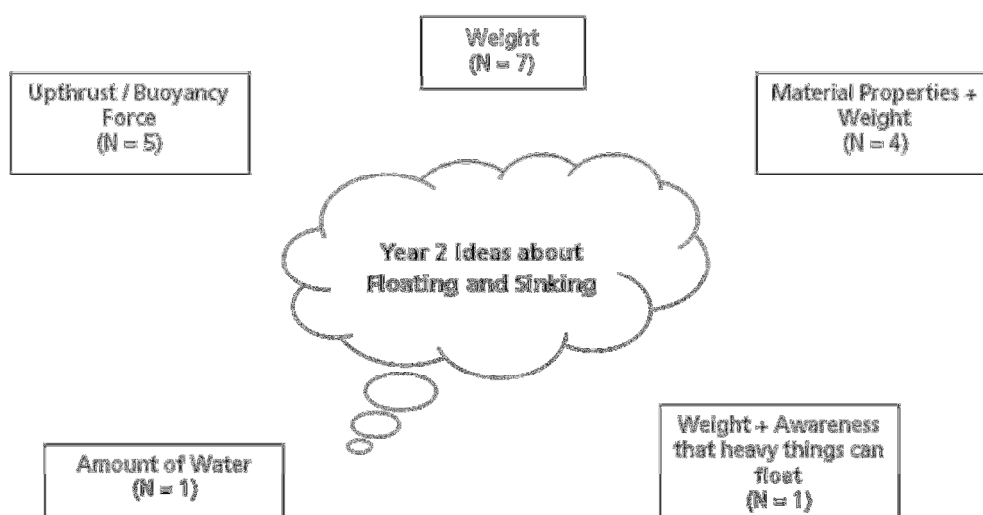 Weight
(N = 7)
Upthrust / Buoyancy
Force
(N = 5)
Material Properties +
Weight
(N = 4)
Year 2 Ideas about
Floating and Sinking
Amount of Water
(N = 1)
Weight + Awareness
that heavy things can
float
(N = 1)